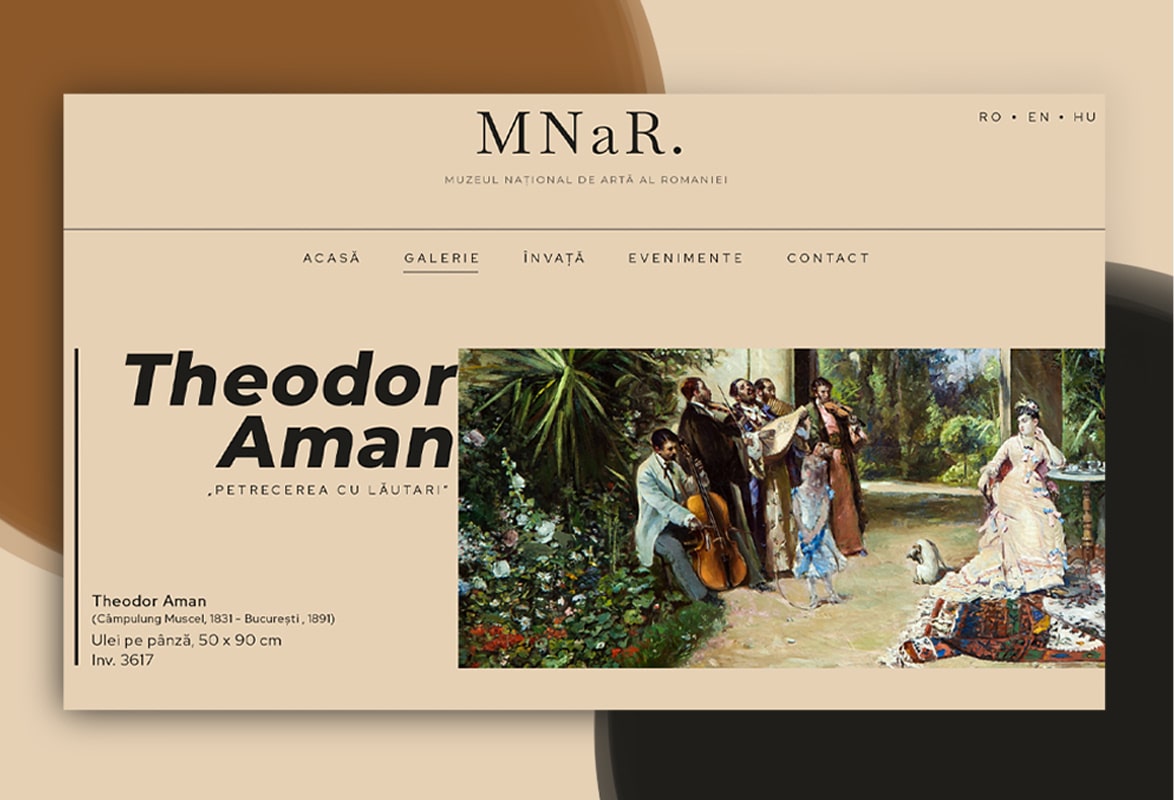 MNaR.
RO • EN • HU
MUZEUL NAȚIONAL DE ARTĂ AL ROMANIEI
ACASĂ GALERIE ÎNVAȚĂ EVENIMENTE CONTACT
Theodor
Aman
„PETRECEREA CU LĂUTARI”
Theodor Aman
(Câmpulung Muscel, 1831 - București , 1891)
Ulei pe pânză, 50 x 90 cm
Inv. 3617